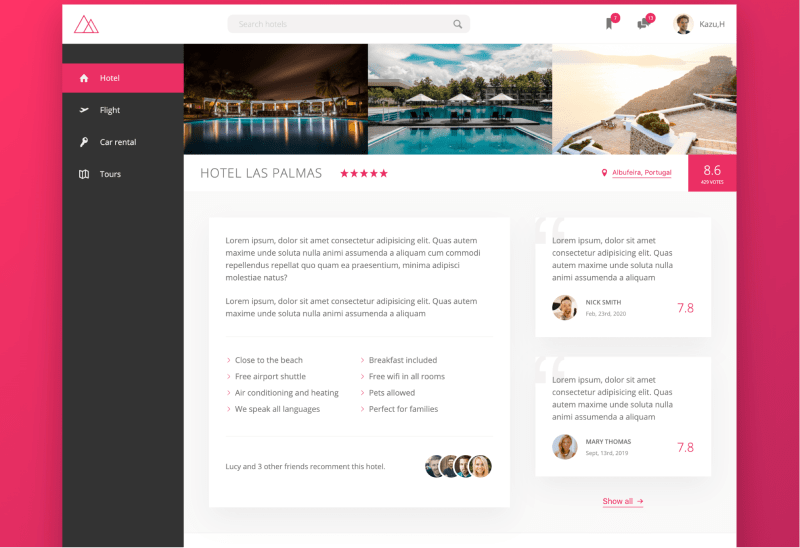 Search hotels
7
13
Kazu,H
Hotel
Flight
Car rental
Tours
HOTEL LAS PALMAS
Albufeira, Portugal
8.6
429 VOTES
Lorem ipsum, dolor sit amet consectetur adipisicing elit. Quas autem
maxime unde soluta nulla animi assumenda a aliquam cum commodi
repellendus repellat quo quam ea praesentium, minima adipisci
molestiae natus?
Lorem ipsum, dolor sit amet consectetur adipisicing elit. Quas autem
maxime unde soluta nulla animi assumenda a aliquam
Close to the beach
Free airport shuttle
Air conditioning and heating
We speak all languages
Breakfast included
Free wifi in all rooms
Pets allowed
Perfect for families
Lucy and 3 other friends recomment this hotel.
Lorem ipsum, dolor sit amet
consectetur adipisicing elit. Quas
autem maxime unde soluta nulla
animi assumenda a aliquam
NICK SMITH
Feb, 23rd, 2020
7.8
Lorem ipsum, dolor sit amet
consectetur adipisicing elit. Quas
autem maxime unde soluta nulla
animi assumenda a aliquam
MARY THOMAS
Sept, 13rd, 2019
7.8
Show all